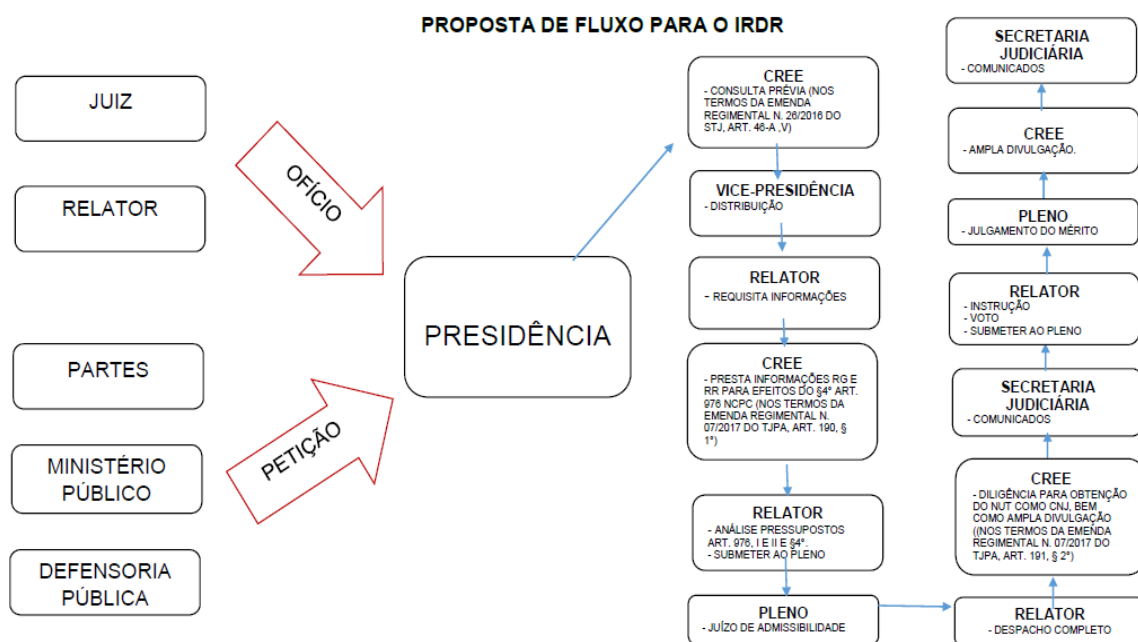 PROPOSTA DE FLUXO PARA O IRDR
JUIZ
RELATOR
PARTES
MINISTÉRIO
PÚBLICO
DEFENSORIA
PÚBLICA
OFÍCIO
PETIÇÃO
PRESIDÊNCIA
CREE
- CONSULTA PRÉVIA (NOS
TERMOS DA EMENDA
REGIMENTAL N. 26/2016 DO
STJ, ART. 46-A ,V)
VICE-PRESIDÊNCIA
- DISTRIBUIÇÃO
RELATOR
- REQUISITA INFORMAÇÕES
CREE
- PRESTA INFORMAÇÕES RG E
RR PARA EFEITOS DO §4° ART.
976 NCPC (NOS TERMOS DA
EMENDA REGIMENTAL N.
07/2017 DO TJPA, ART. 190, §
1°)
RELATOR
- ANÁLISE PRESSUPOSTOS
ART. 976, I E II E §4°.
- SUBMETER AO PLENO
PLENO
- JUÍZO DE ADMISSIBILIDADE
RELATOR
- DESPACHO COMPLETO
CREE
- DILIGÊNCIA PARA OBTENÇÃO
DO NUT COMO CNJ, BEM
COMO AMPLA DIVULGAÇÃO
((NOS TERMOS DA EMENDA
REGIMENTAL N. 07/2017 DO
TJPA, ART. 191, § 2°)
SECRETARIA
JUDICIÁRIA
- COMUNICADOS
RELATOR
- INSTRUÇÃO
- VOTO
- SUBMETER AO PLENO
PLENO
- JULGAMENTO DO MÉRITO
CREE
- AMPLA DIVULGAÇÃO.
SECRETARIA
JUDICIÁRIA
- COMUNICADOS